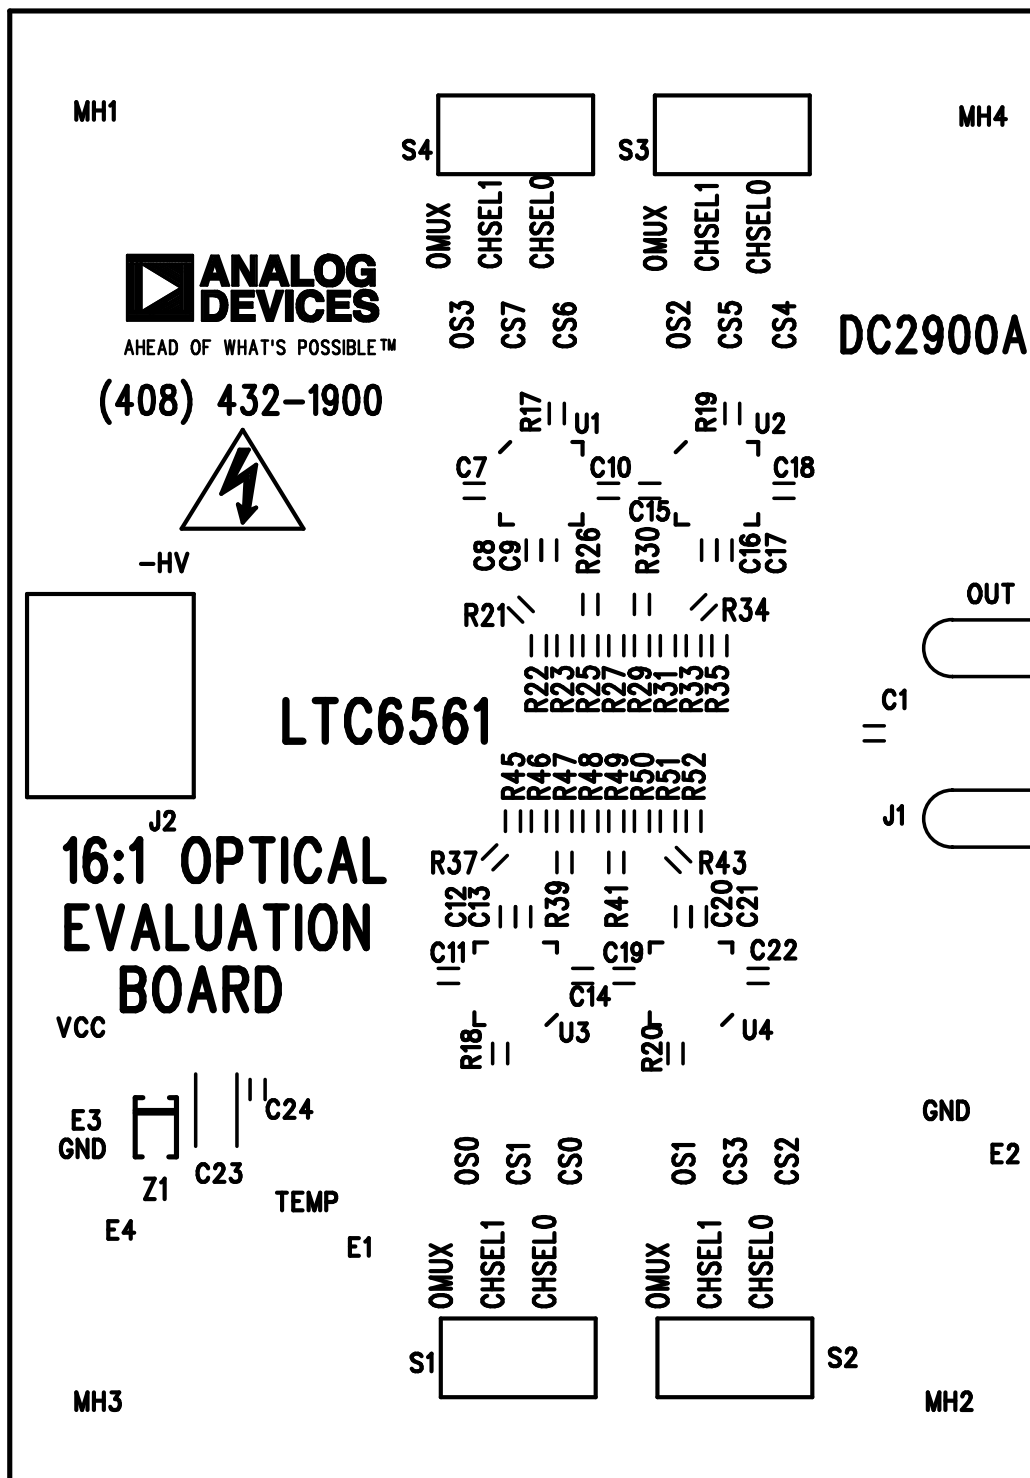 MH1
MH4
S4
S3
OMUX
CHSEL1
CHSEL0
OMUX
CHSEL1
CHSEL0
ANALOG
DEVICES
AHEAD OF WHAT'S POSSIBLE™
(408) 432-1900
OS3
CS7
CS6
OS2
CS5
CS4
DC2900A
R17
U1
R19
U2
C7
C10
C15
C18
C8
C9
R26
R30
C16
C17
-HV
R21
R34
OUT
R22
R23
R25
R27
R29
R31
R33
R35
LTC6561
C1
R45
R46
R47
R48
R49
R50
R51
R52
J2
J1
16:1 OPTICAL
EVALUATION
BOARD
R37
R43
C12
C13
R39
R41
C20
C21
C11
C19
C22
C14
VCC
R18
U3
R20
U4
E3
GND
C24
GND
E2
Z1
C23
TEMP
E4
E1
OS0
CS1
CS0
OS1
CS3
CS2
OMUX
CHSEL1
CHSEL0
OMUX
CHSEL1
CHSEL0
S1
S2
MH3
MH2